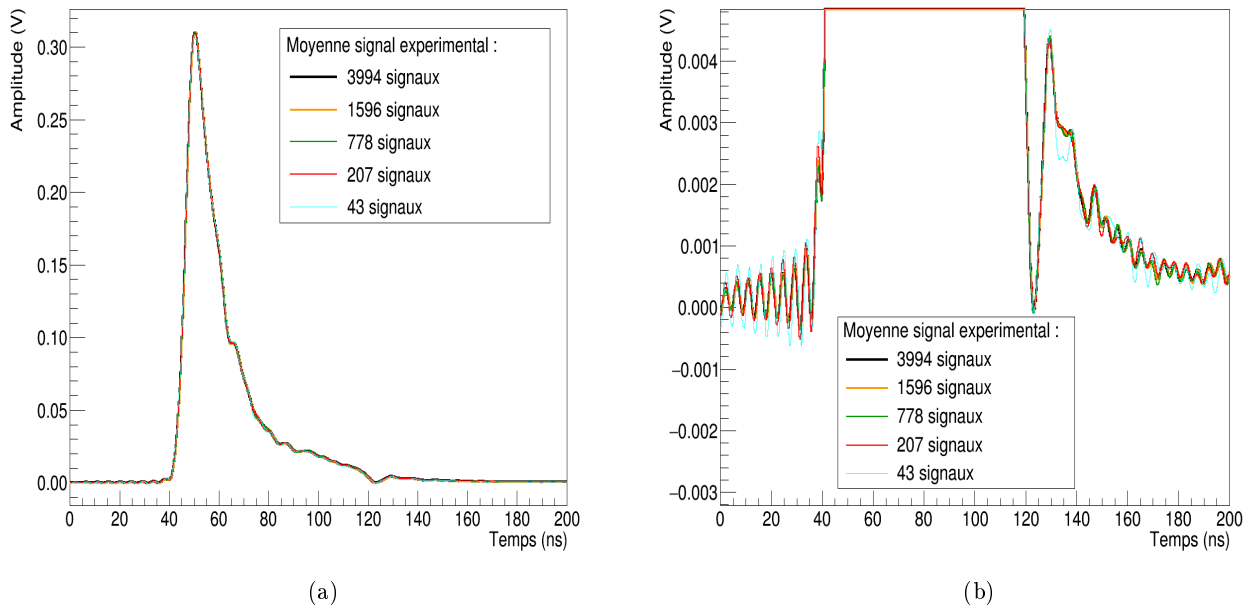 Amplitude (V)
0.30
0.25
0.20
0.15
0.10
0.05
0.00
0 20 40 60 80 100 120 140 160 180 200
Temps (ns)
Moyenne signal experimental :
3994 signaux
1596 signaux
778 signaux
207 signaux
43 signaux
(a)
Amplitude (V)
0.004
0.003
0.002
0.001
0.000
−0.001
−0.002
−0.003
0 20 40 60 80 100 120 140 160 180 200
Temps (ns)
Moyenne signal experimental :
3994 signaux
1596 signaux
778 signaux
207 signaux
43 signaux
(b)